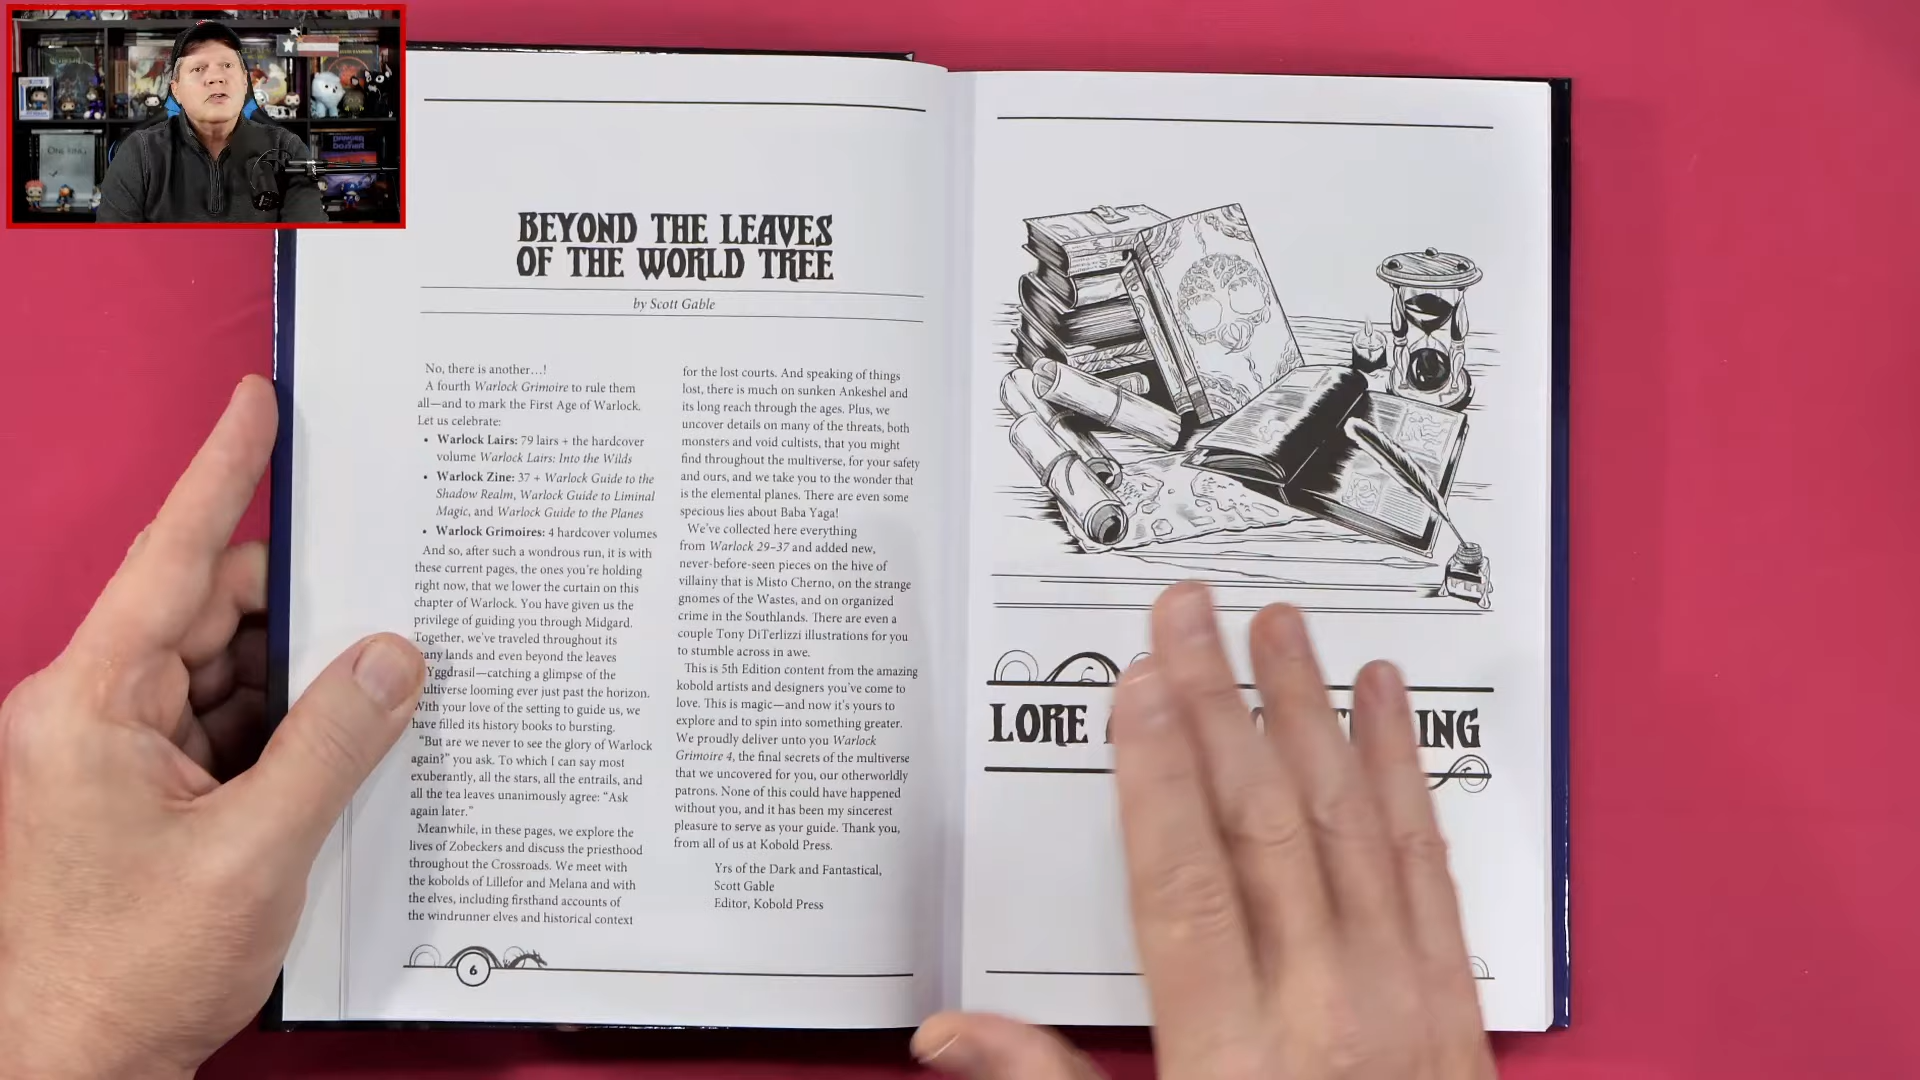 BEYOND THE LEAVES
OF THE WORLD TREE
by Scott Gable
No, there is another…!
A fourth Warlock Grimoire to rule them
all—and to mark the First Age of Warlock.
Let us celebrate:
• Warlock Lairs: 79 lairs + the hardcover
volume Warlock Lairs: Into the Wilds
• Warlock Zine: 37 + Warlock Guide to the
Shadow Realm, Warlock Guide to Liminal
Magic, and Warlock Guide to the Planes
• Warlock Grimoires: 4 hardcover volumes
And so, after such a wondrous run, it is with
these current pages, the ones you're holding
right now, that we lower the curtain on this
chapter of Warlock. You have given us the
privilege of guiding you through Midgard.
Together, we've traveled throughout its
any lands and even beyond the leaves
Yggdrasil—catching a glimpse of the
ultiverse looming ever just past the horizon.
With your love of the setting to guide us, we
have filled its history books to bursting.
"But are we never to see the glory of Warlock
again?" you ask. To which I can say most
exuberantly, all the stars, all the entrails, and
all the tea leaves unanimously agree: "Ask
again later."
Meanwhile, in these pages, we explore the
lives of Zobeckers and discuss the priesthood
throughout the Crossroads. We meet with
the kobolds of Lillefor and Melana and with
the elves, including firsthand accounts of
the windrunner elves and historical context
for the lost courts. And speaking of things
lost, there is much on sunken Ankeshel and
its long reach through the ages. Plus, we
uncover details on many of the threats, both
monsters and void cultists, that you might
find throughout the multiverse, for your safety
and ours, and we take you to the wonder that
is the elemental planes. There are even some
specious lies about Baba Yaga!
We've collected here everything
from Warlock 29–37 and added new,
never-before-seen pieces on the hive of
villainy that is Misto Cherno, on the strange
gnomes of the Wastes, and on organized
crime in the Southlands. There are even a
couple Tony DiTerlizzi illustrations for you
to stumble across in awe.
This is 5th Edition content from the amazing
kobold artists and designers you've come to
love. This is magic—and now it's yours to
explore and to spin into something greater.
We proudly deliver unto you Warlock
Grimoire 4, the final secrets of the multiverse
that we uncovered for you, our otherworldly
patrons. None of this could have happened
without you, and it has been my sincerest
pleasure to serve as your guide. Thank you,
from all of us at Kobold Press.
Yrs of the Dark and Fantastical,
Scott Gable
Editor, Kobold Press
6
LORE
ING